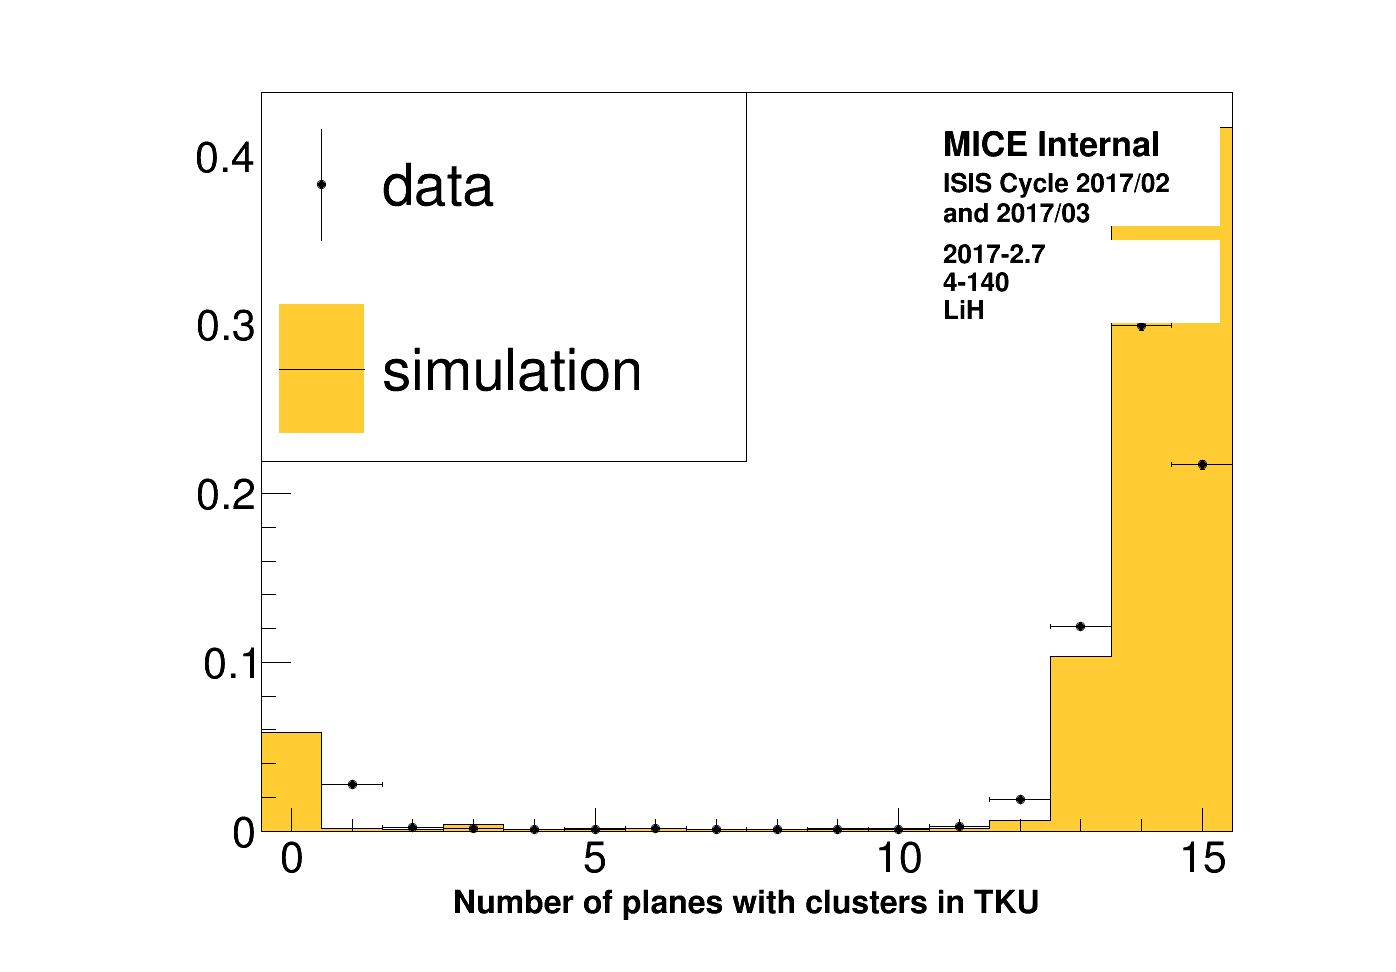 0.4
0.3
0.2
0.1
0
data
simulation
MICE Internal
ISIS Cycle 2017/02
and 2017/03
2017-2.7
4-140
LiH
0 5 10 15
Number of planes with clusters in TKU